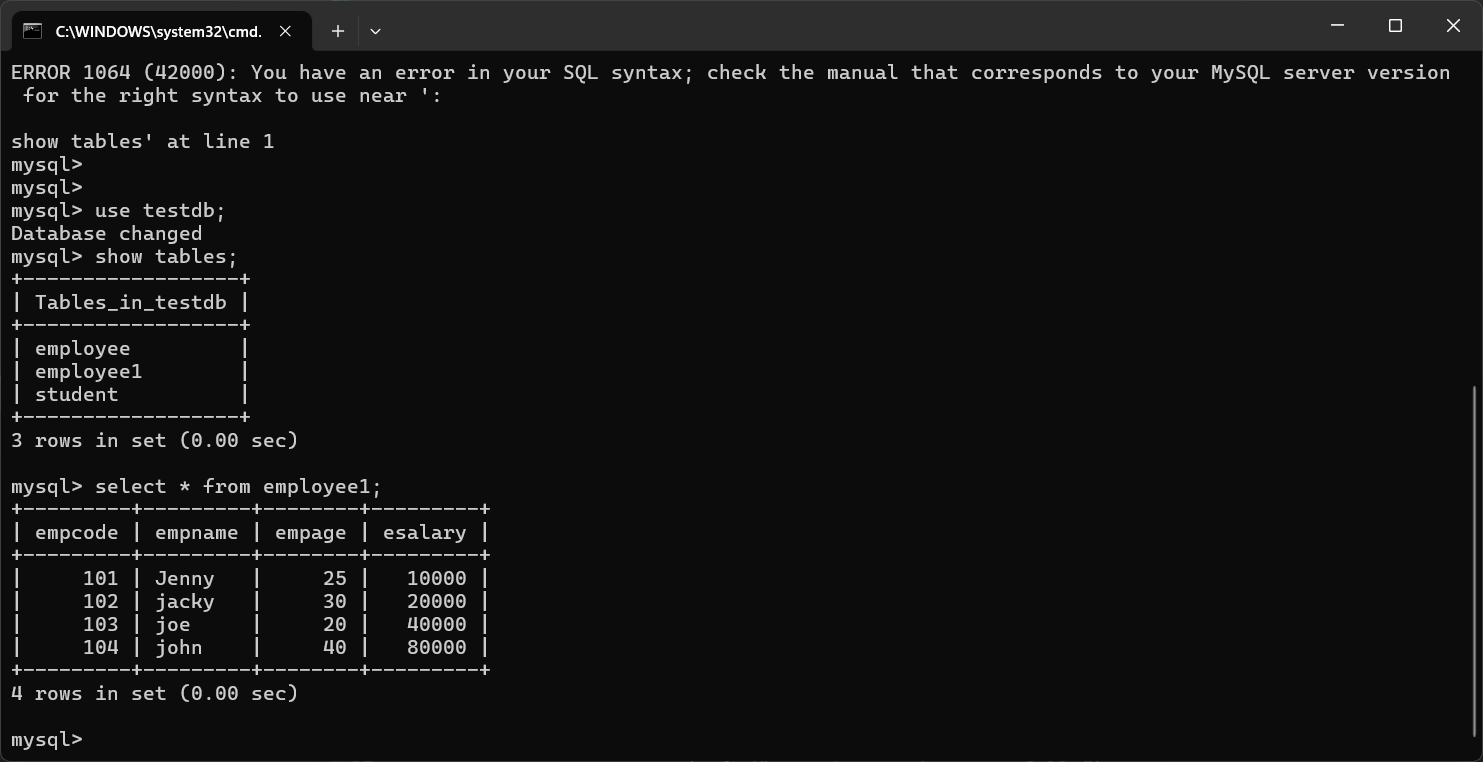 C:\WINDOWS\system32\cmd.
ERROR 1064 (42000): You have an error in your SQL syntax; check the manual that corresponds to your MySQL server version
 for the right syntax to use near ':

show tables' at line 1
mysql>
mysql>
mysql> use testdb;
Database changed
mysql> show tables;
+------------------+
| Tables_in_testdb |
+------------------+
| employee         |
| employee1        |
| student          |
+------------------+
3 rows in set (0.00 sec)

mysql> select * from employee1;
+---------+---------+--------+---------+
| empcode | empname | empage | esalary |
+---------+---------+--------+---------+
|     101 | Jenny   |     25 |   10000 |
|     102 | jacky   |     30 |   20000 |
|     103 | joe     |     20 |   40000 |
|     104 | john    |     40 |   80000 |
+---------+---------+--------+---------+
4 rows in set (0.00 sec)

mysql>